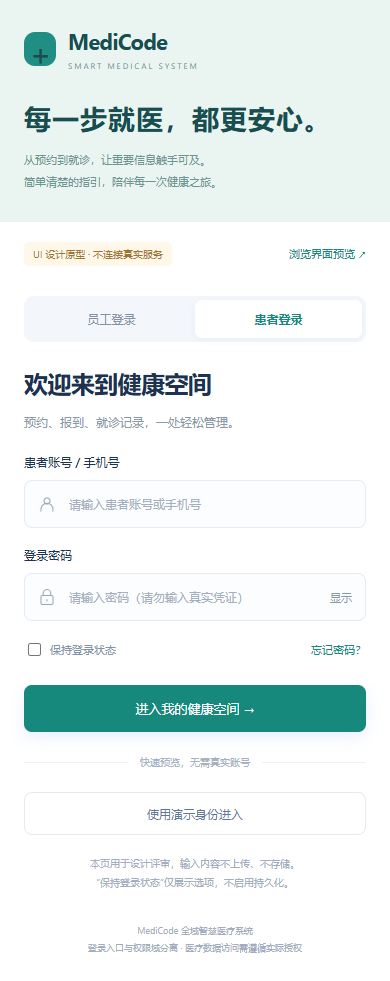 MediCode
SMART MEDICAL SYSTEM
每一步就医，都更安心。
从预约到就诊，让重要信息触手可及。
简单清楚的指引，陪伴每一次健康之旅。
UI 设计原型 · 不连接真实服务
浏览界面预览 ↗
员工登录
患者登录
欢迎来到健康空间
预约、报到、就诊记录，一处轻松管理。
患者账号 / 手机号
请输入患者账号或手机号
登录密码
请输入密码（请勿输入真实凭证）
显示
保持登录状态
忘记密码？
进入我的健康空间 →
快速预览，无需真实账号
使用演示身份进入
本页用于设计评审，输入内容不上传、不存储。
“保持登录状态”仅展示选项，不启用持久化。
MediCode 全域智慧医疗系统
登录入口与权限域分离 · 医疗数据访问需遵循实际授权